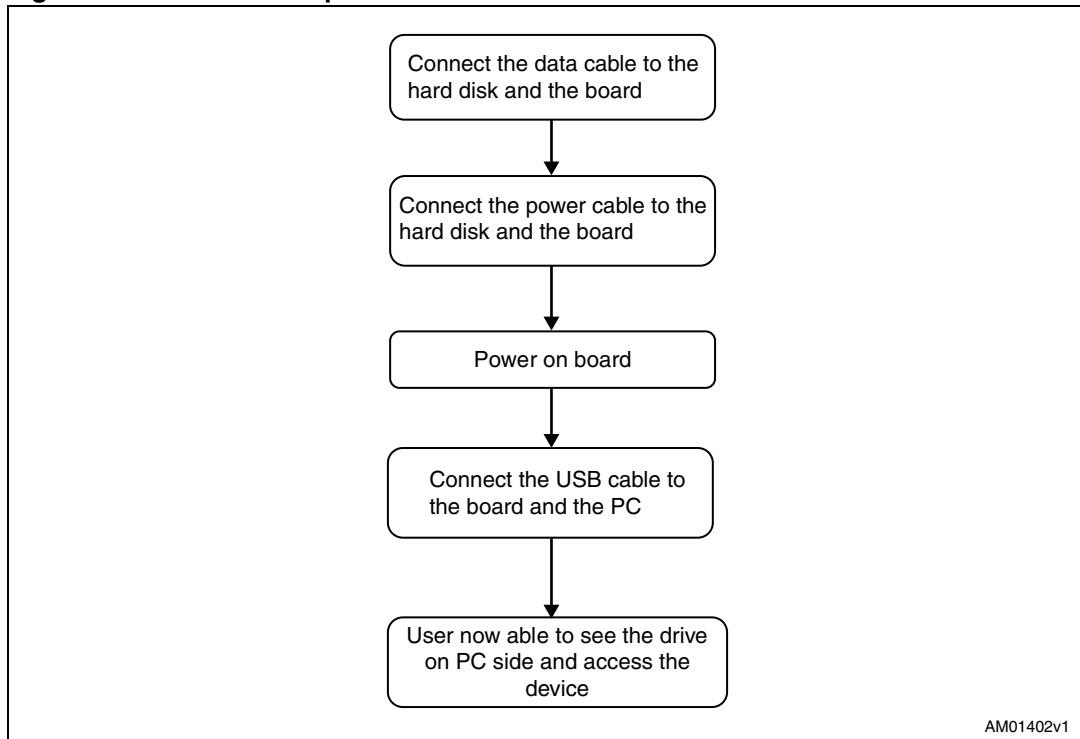 Connect the data cable to the
hard disk and the board
Connect the power cable to the
hard disk and the board
Power on board
Connect the USB cable to
the board and the PC
User now able to see the drive
on PC side and access the
device
AM01402v1